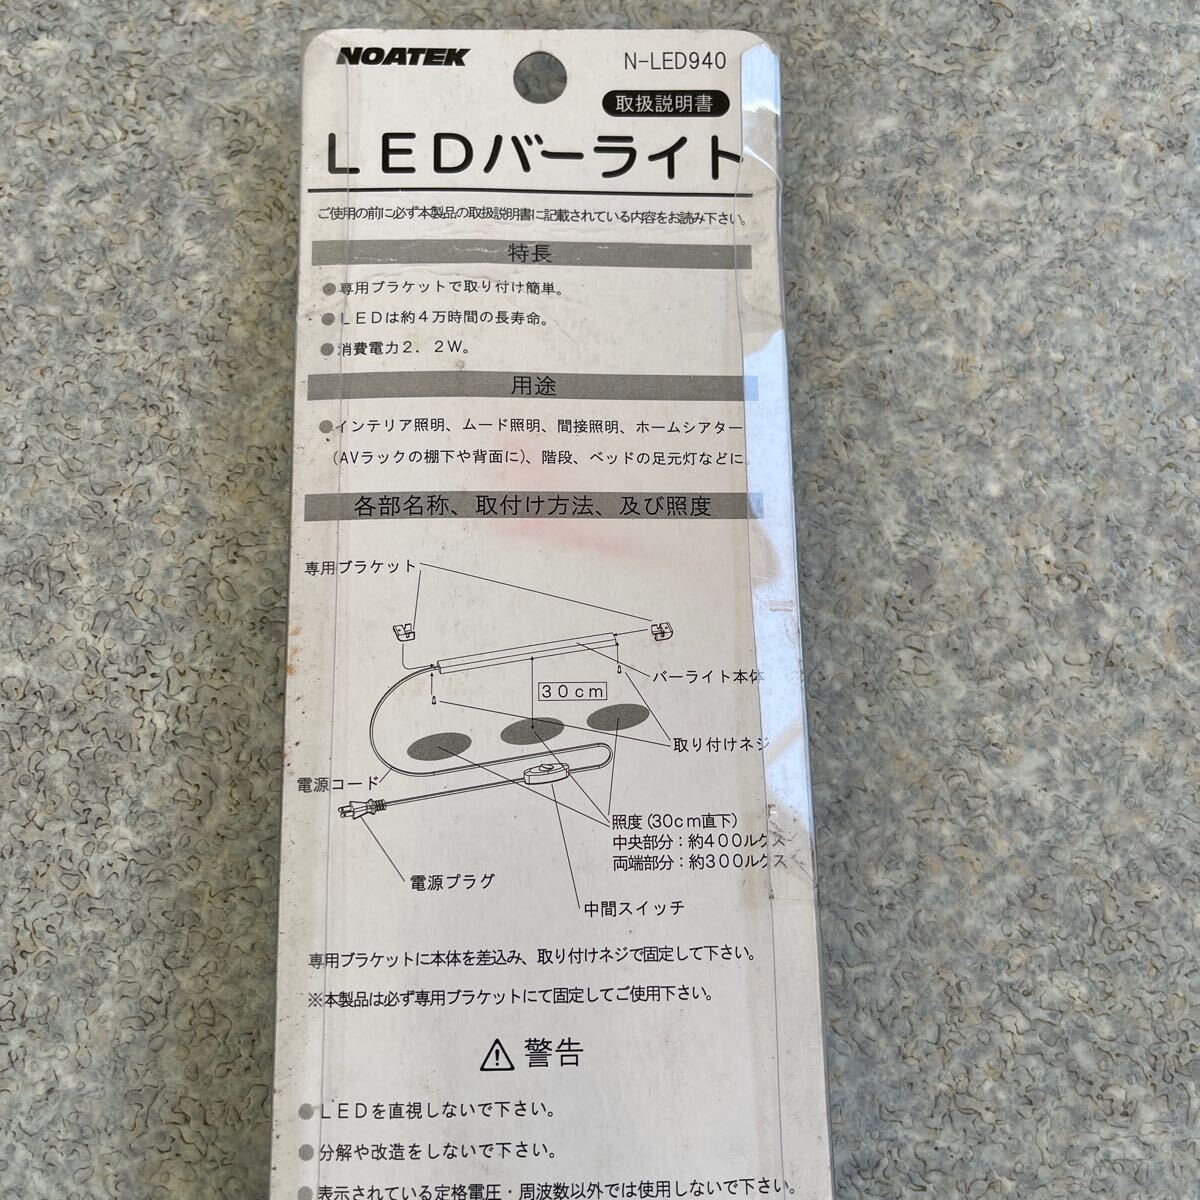 NOATEK
N-LED940
取扱説明書
LEDバーライト
ご使用の前に必ず本製品の取扱説明書に記載されている内容をお読み下さい。
特長
●専用ブラケットで取り付け簡単。
●LEDは約4万時間の長寿命。
●消費電力2.2W。
用途
●インテリア照明、ムード照明、間接照明、ホームシアター
(AVラックの棚下や背面に)、階段、ベッドの足元灯などに。
各部名称、取付け方法、及び照度
専用ブラケット
バーライト本体
30cm
取り付けネジ
電源コード
照度(30cm直下)
中央部分:約400ルクス
両端部分:約300ルクス
電源プラグ
中間スイッチ
専用ブラケットに本体を差込み、取り付けネジで固定して下さい。
※本製品は必ず専用ブラケットにて固定してご使用下さい。
⚠警告
●LEDを直視しないで下さい。
●分解や改造をしないで下さい。
●表示されている定格電圧・周波数以外では使用しないで下さい。